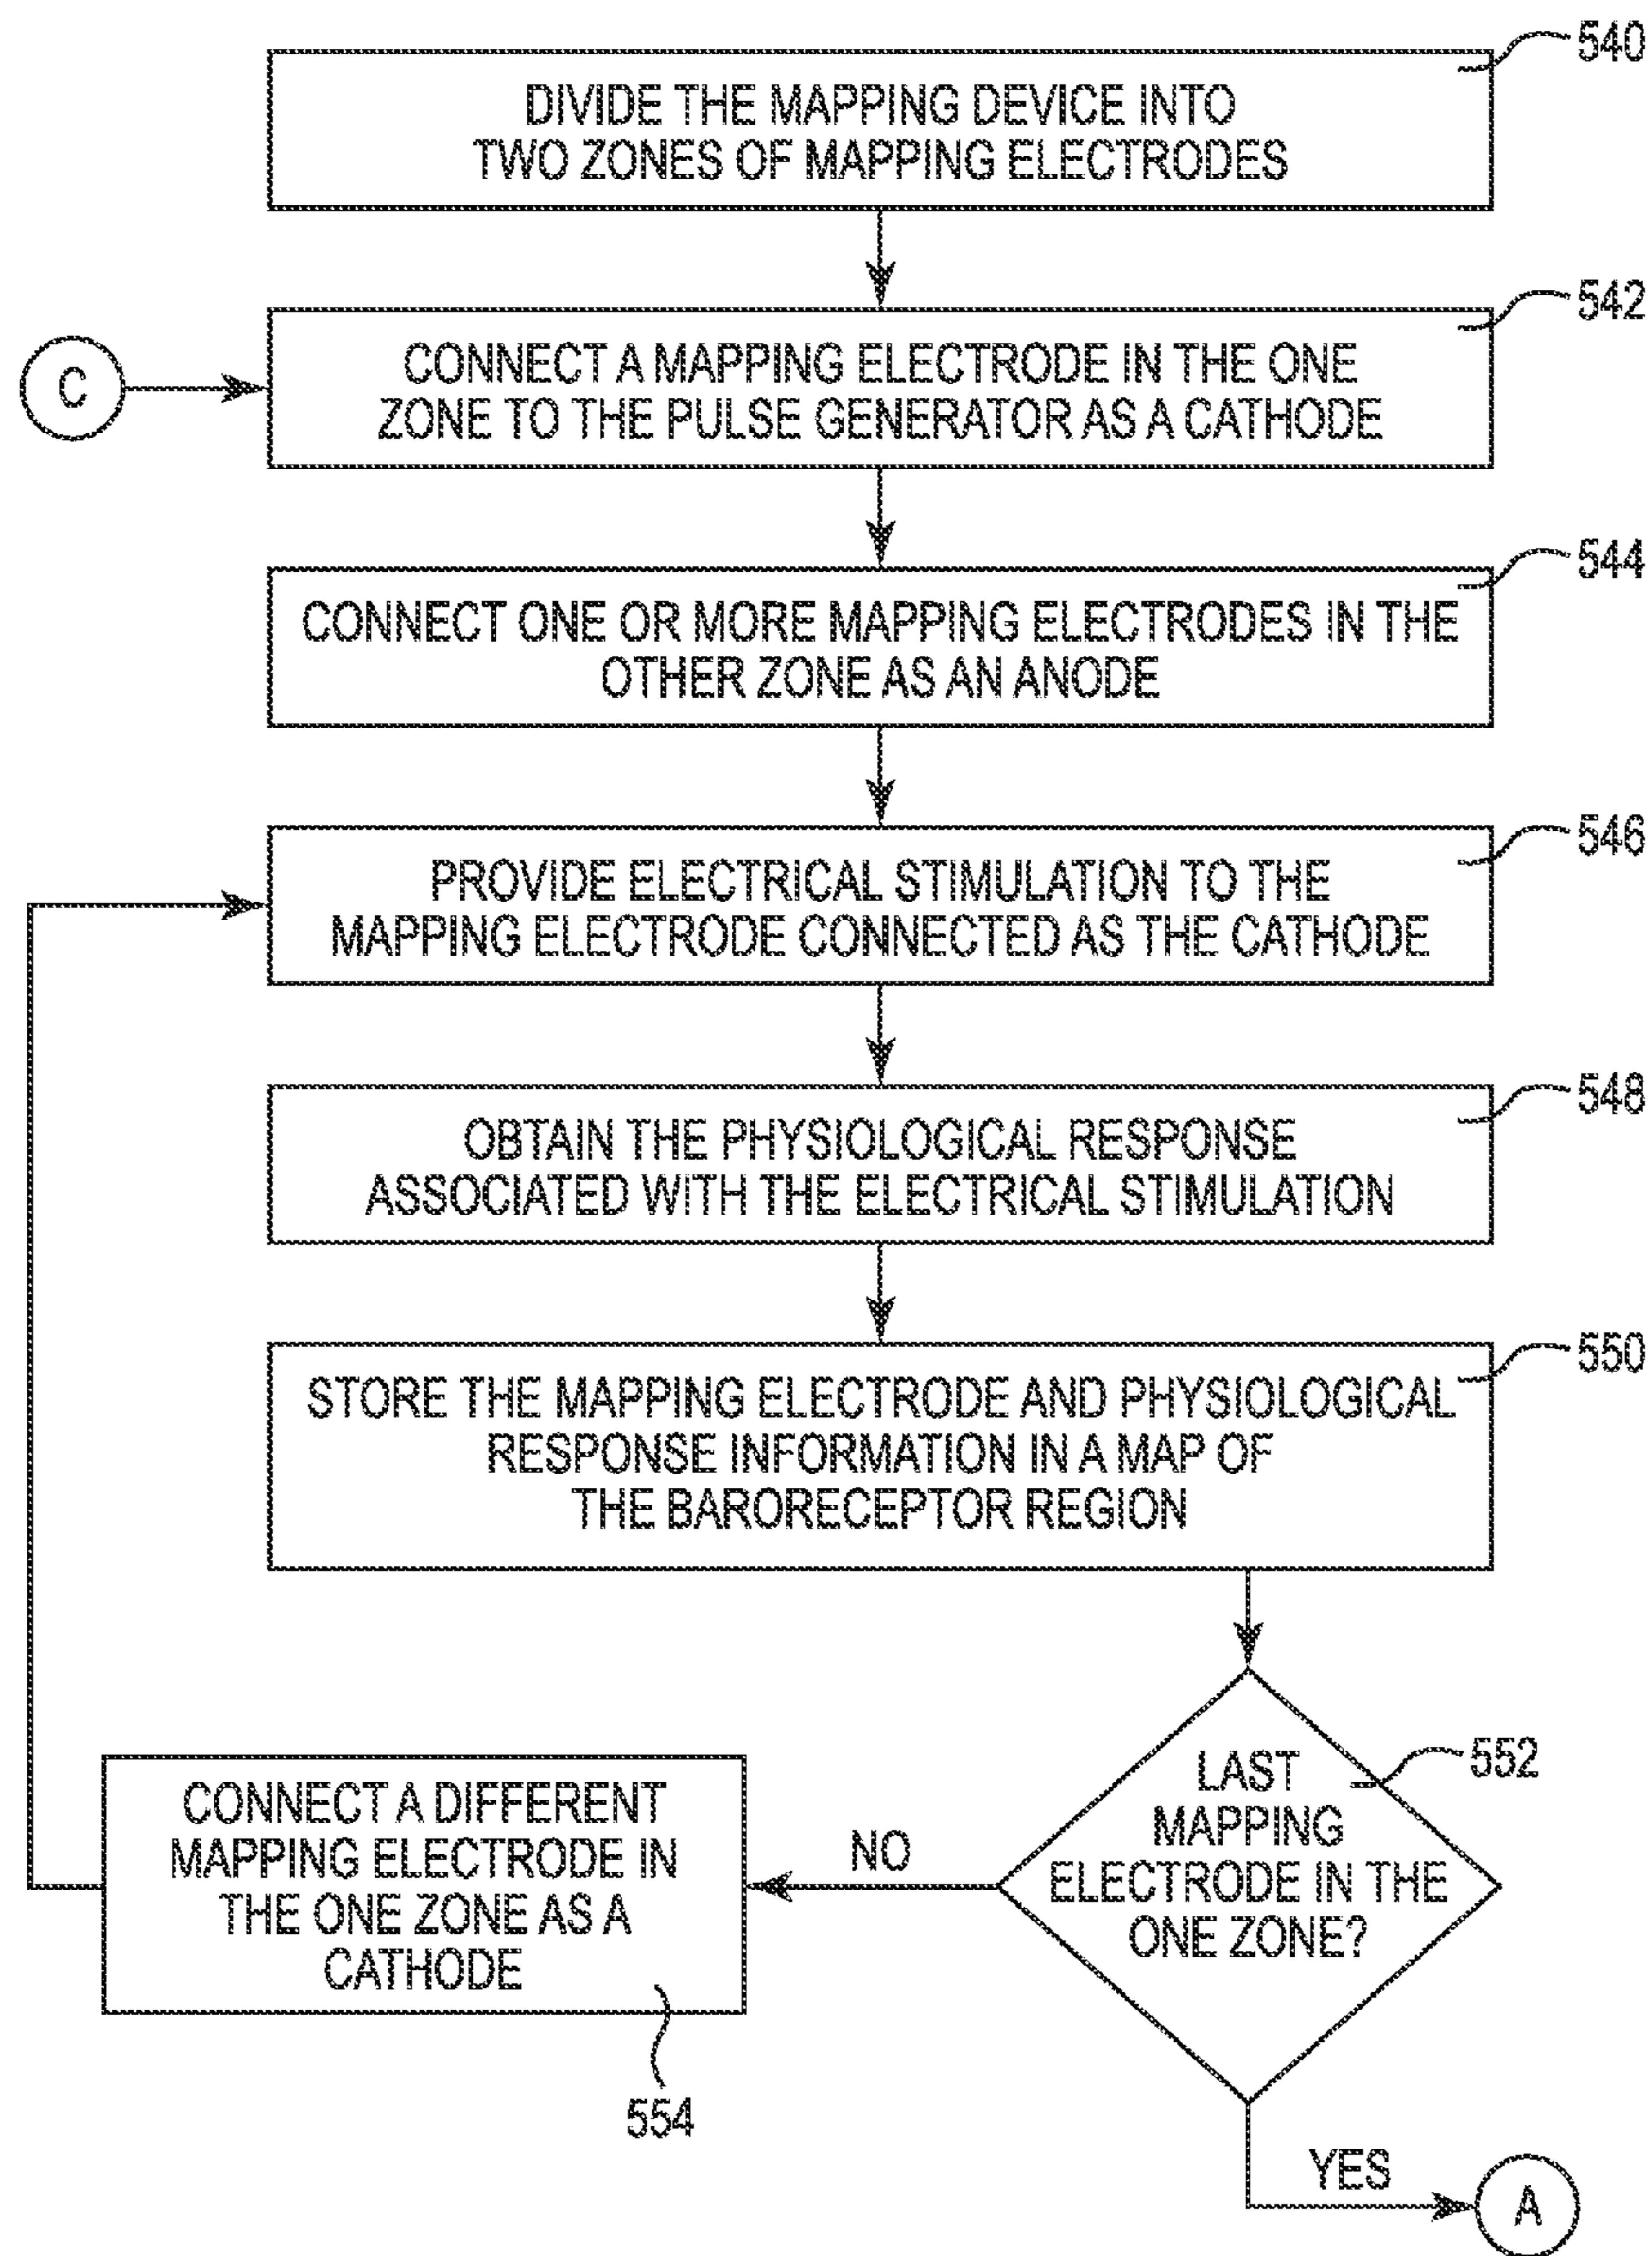 540
DIVIDE THE MAPPING DEVICE INTO
TWO ZONES OF MAPPING ELECTRODES
542
C
CONNECT A MAPPING ELECTRODE IN THE ONE
ZONE TO THE PULSE GENERATOR AS A CATHODE
544
CONNECT ONE OR MORE MAPPING ELECTRODES IN THE
OTHER ZONE AS AN ANODE
546
PROVIDE ELECTRICAL STIMULATION TO THE
MAPPING ELECTRODE CONNECTED AS THE CATHODE
548
OBTAIN THE PHYSIOLOGICAL RESPONSE
ASSOCIATED WITH THE ELECTRICAL STIMULATION
550
STORE THE MAPPING ELECTRODE AND PHYSIOLOGICAL
RESPONSE INFORMATION IN A MAP OF
THE BARORECEPTOR REGION
552
LAST
MAPPING
ELECTRODE IN THE
ONE ZONE?
NO
CONNECT A DIFFERENT
MAPPING ELECTRODE IN
THE ONE ZONE AS A
CATHODE
554
YES
A